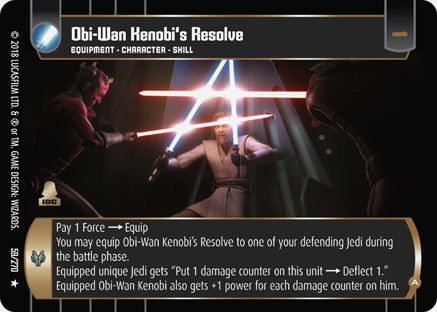 Obi-Wan Kenobi's Resolve
EQUIPMENT - CHARACTER - SKILL
© 2018 LUCASFILM LTD. & ® or TM. GAME DESIGN: WIZARDS.
59/270
IDC
Pay 1 Force → Equip
You may equip Obi-Wan Kenobi's Resolve to one of your defending Jedi during
the battle phase.
Equipped unique Jedi gets "Put 1 damage counter on this unit → Deflect 1."
Equipped Obi-Wan Kenobi also gets +1 power for each damage counter on him.
A